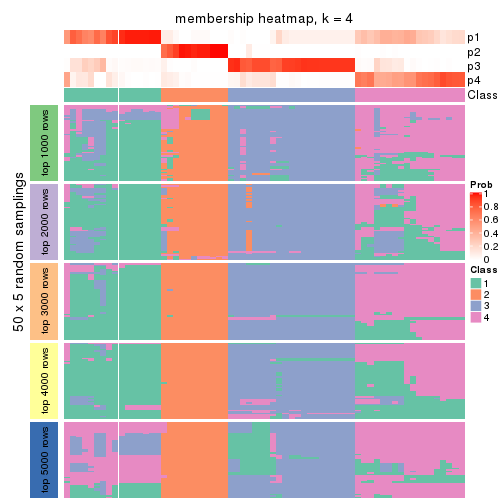 membership heatmap, k = 4
p1
p2
p3
p4
Class
50 x 5 random samplings
top 1000 rows
top 2000 rows
top 3000 rows
top 4000 rows
top 5000 rows
Prob
1
0.8
0.6
0.4
0.2
0
Class
1
2
3
4